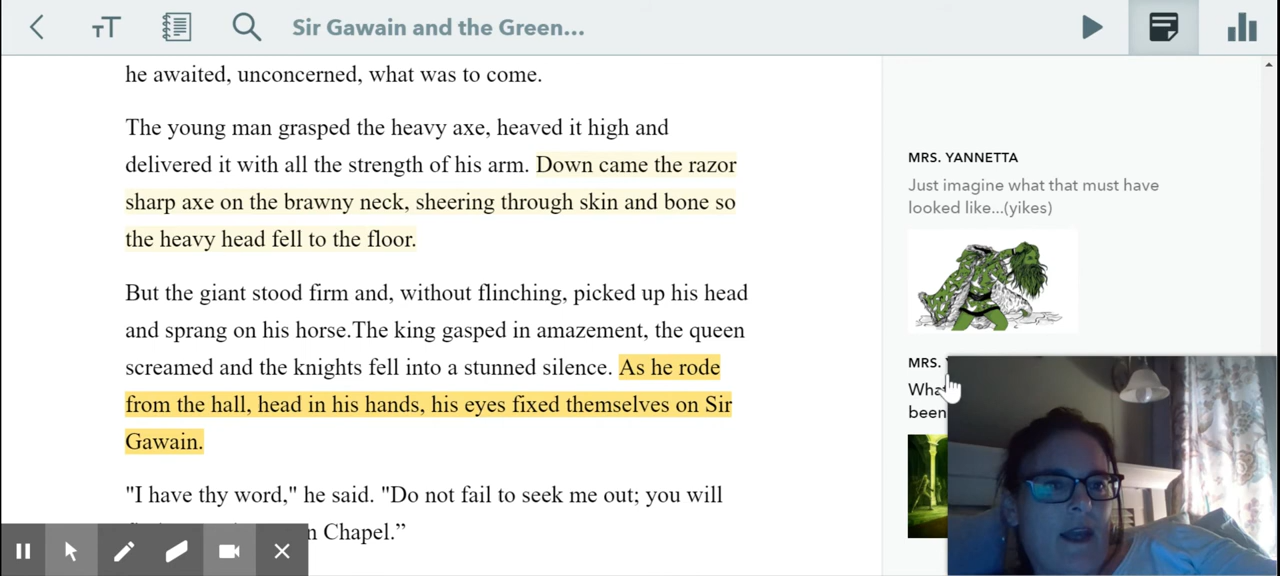 Sir Gawain and the Green...
he awaited, unconcerned, what was to come.
The young man grasped the heavy axe, heaved it high and
delivered it with all the strength of his arm. Down came the razor
sharp axe on the brawny neck, sheering through skin and bone so
the heavy head fell to the floor.
But the giant stood firm and, without flinching, picked up his head
and sprang on his horse.The king gasped in amazement, the queen
screamed and the knights fell into a stunned silence. As he rode
from the hall, head in his hands, his eyes fixed themselves on Sir
Gawain.
"I have thy word," he said. "Do not fail to seek me out; you will
Chapel.”
MRS. YANNETTA
Just imagine what that must have
looked like...(yikes)
MRS.
been